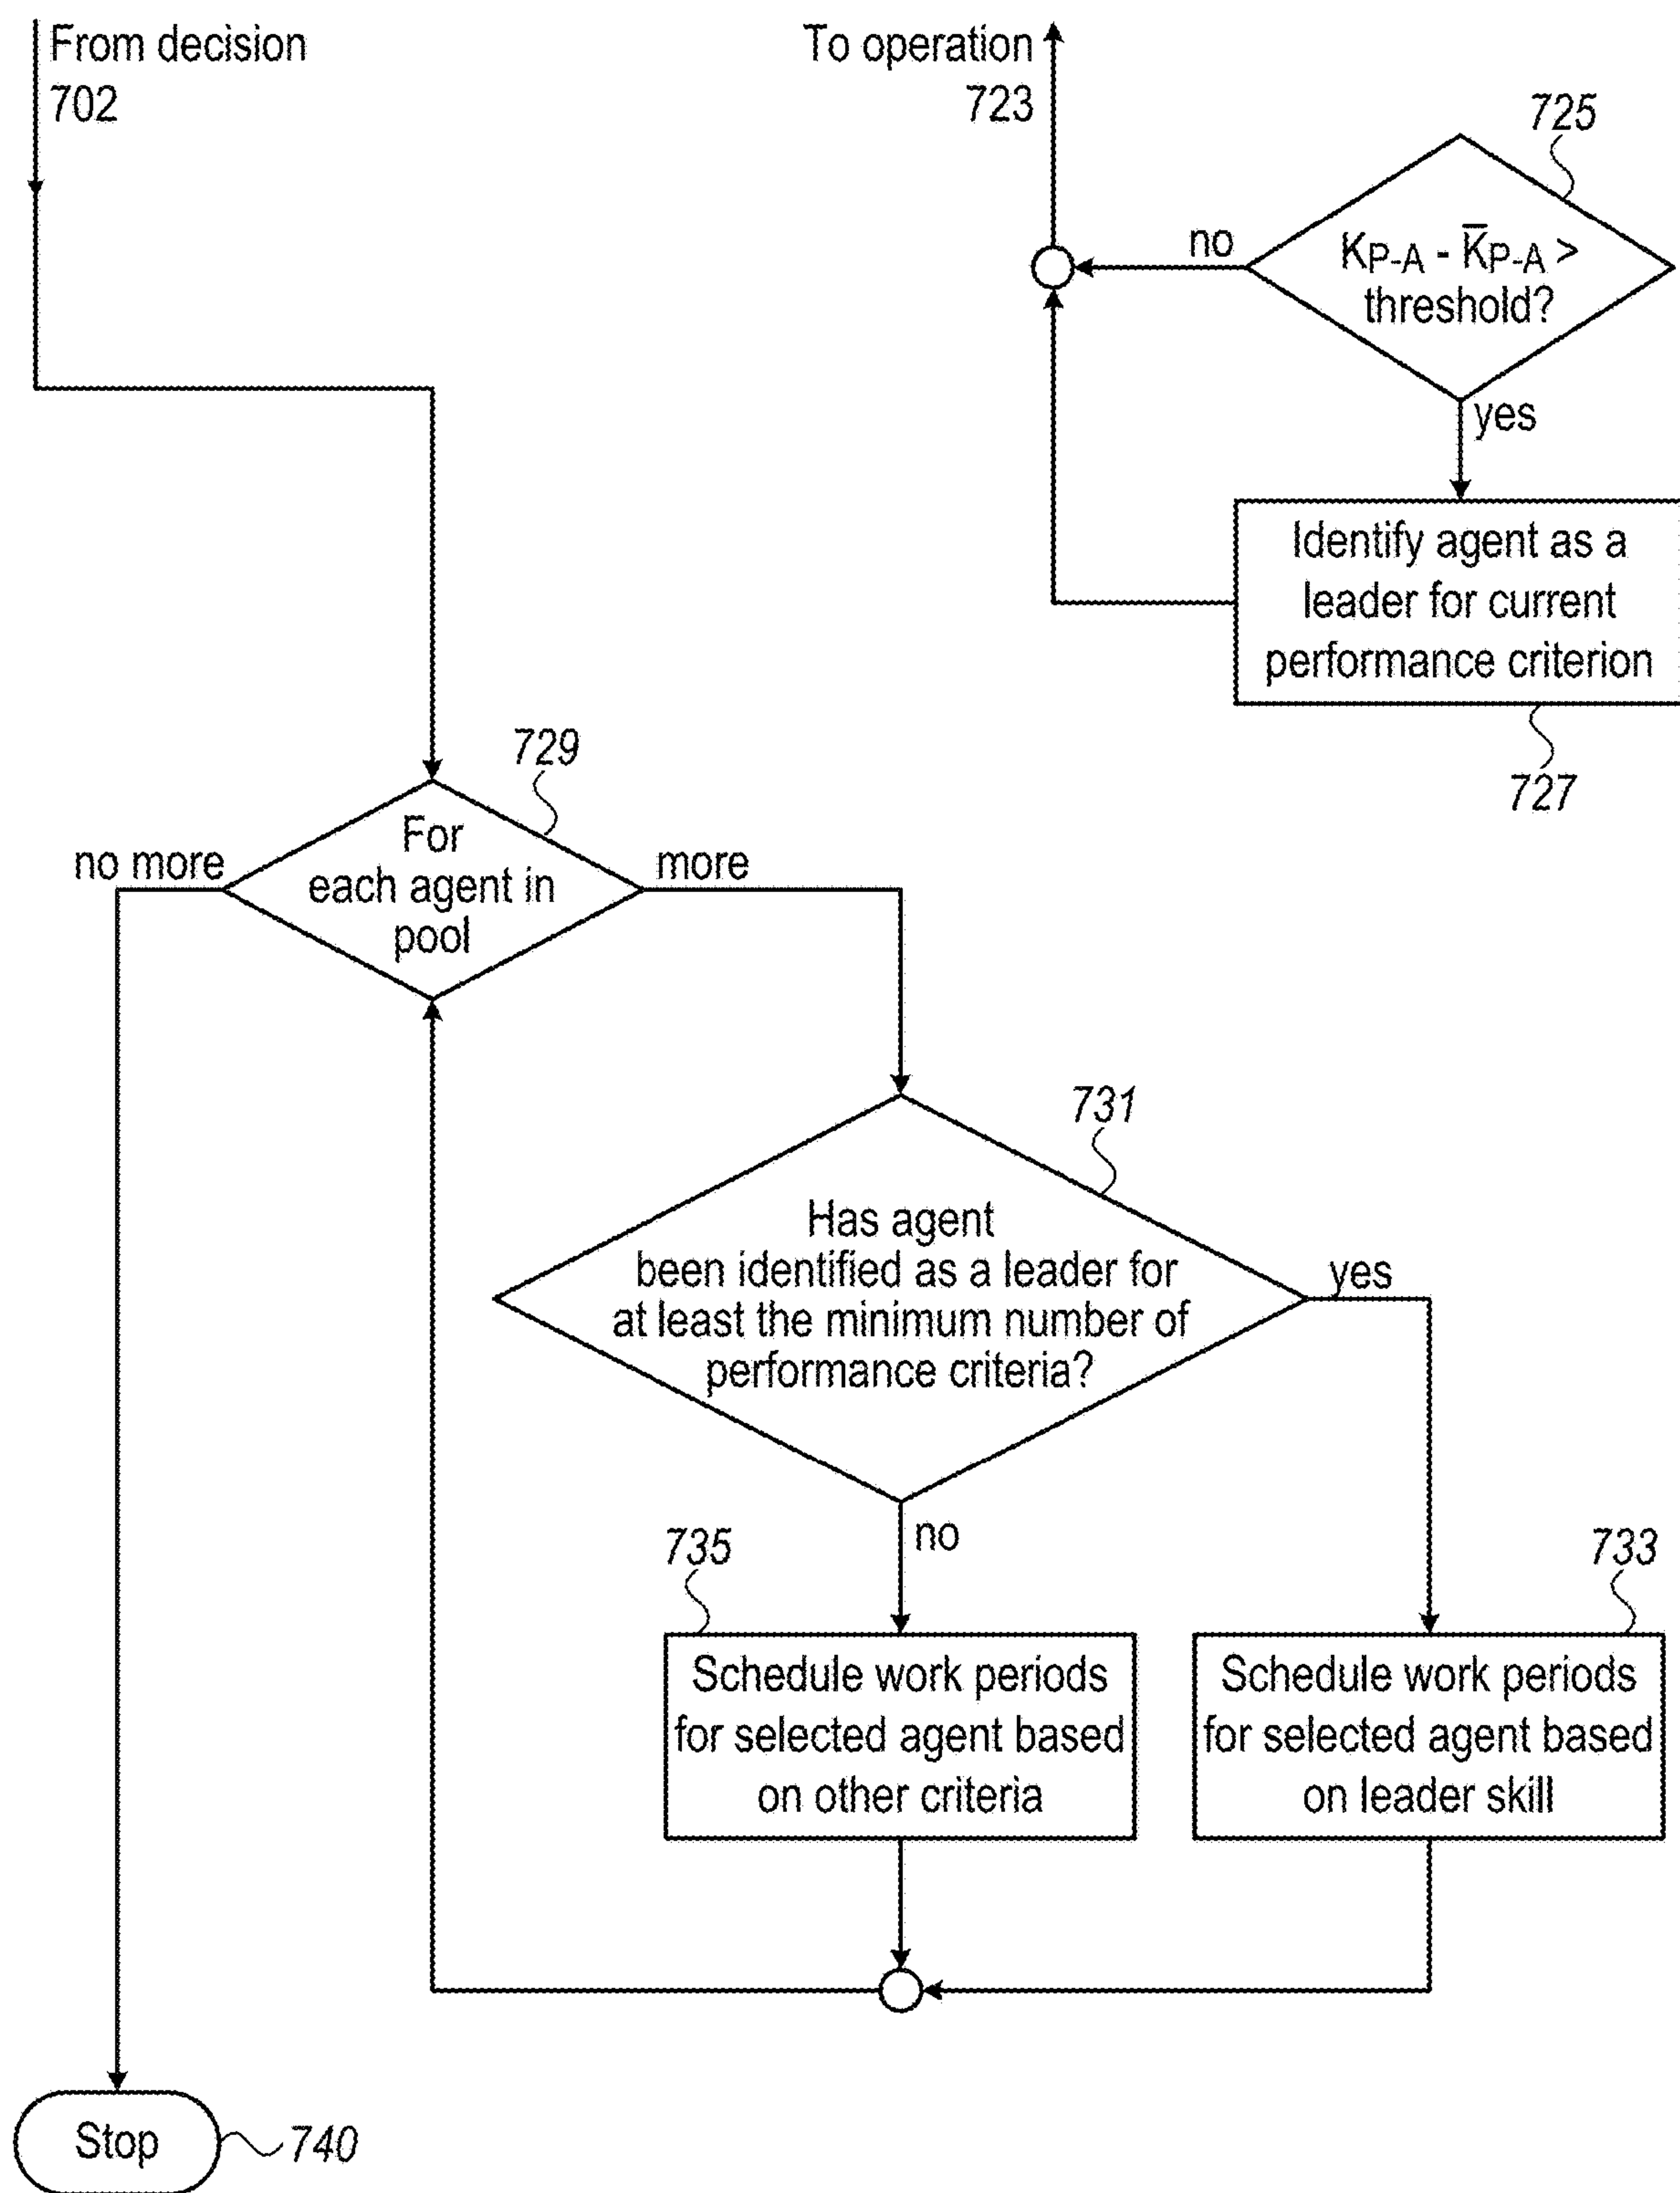 From decision
702
To operation
723
725
no
K_P-A - K̅_P-A >
threshold?
yes
Identify agent as a
leader for current
performance criterion
727
729
no more
For
each agent in
pool
more
731
Has agent
been identified as a leader for
at least the minimum number of
performance criteria?
yes
no
735
733
Schedule work periods
for selected agent based
on other criteria
Schedule work periods
for selected agent based
on leader skill
Stop
740